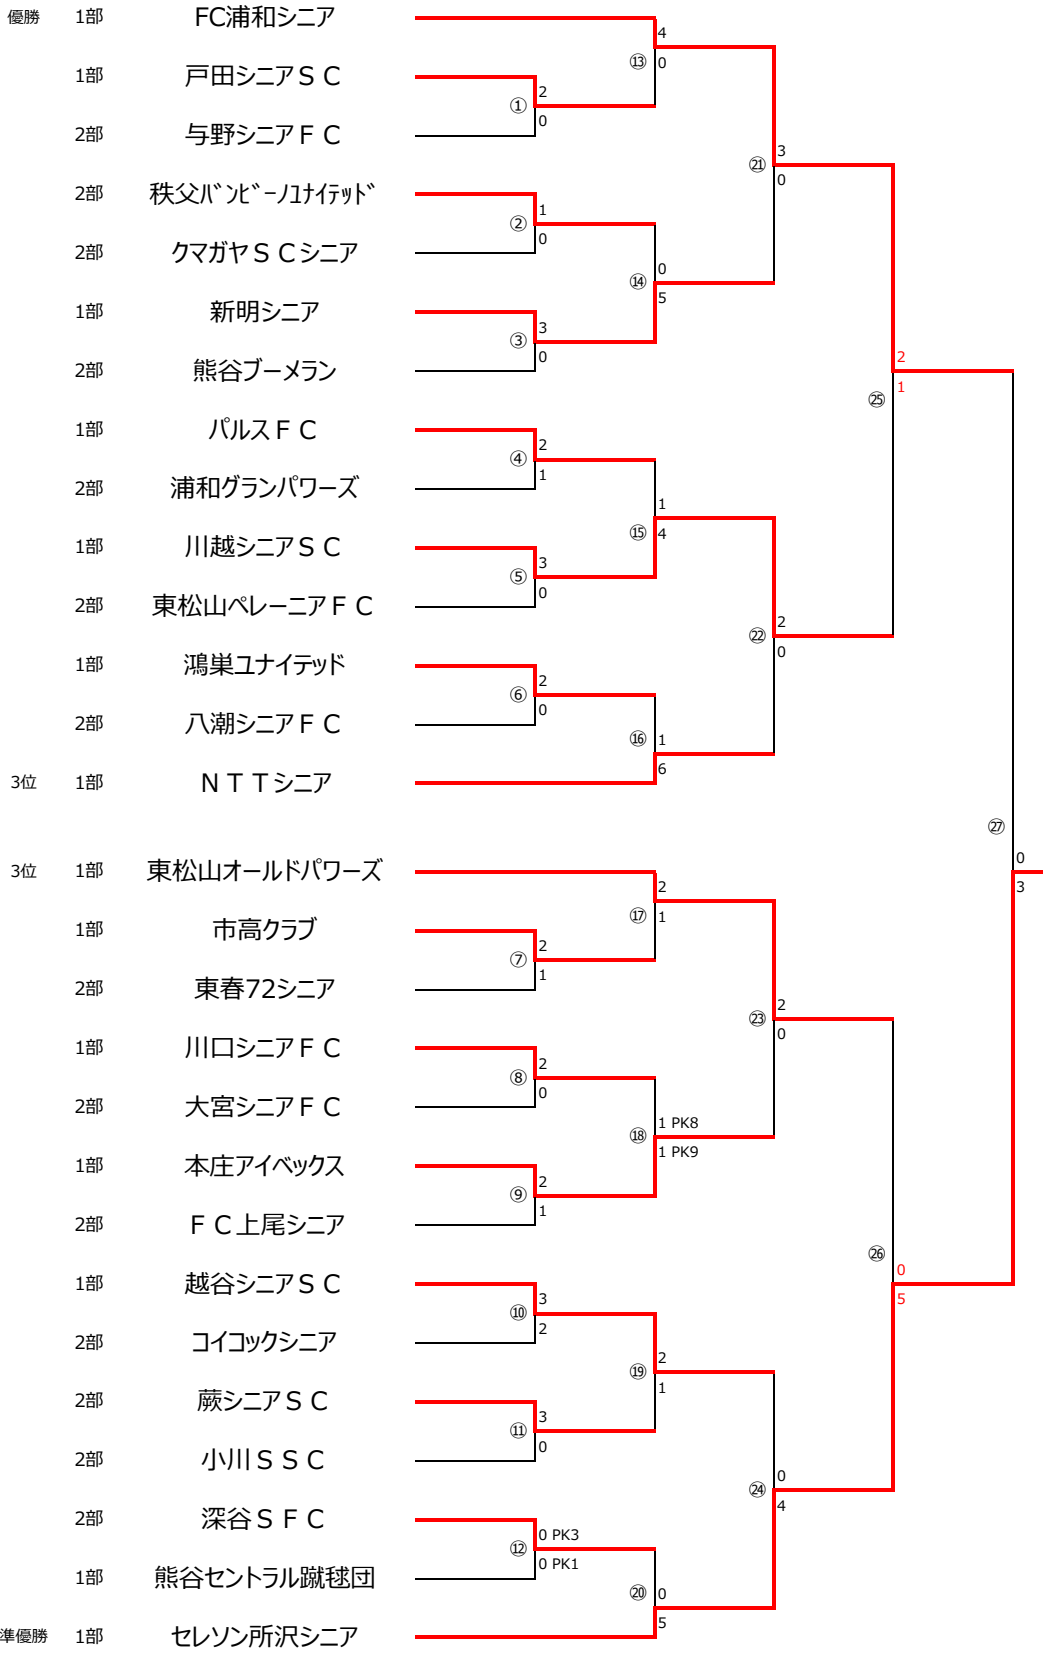 優勝 1部 FC浦和シニア
4
⑬ 0
1部 戸田シニアＳＣ
2
①
0
2部 与野シニアＦＣ
3
㉑
0
2部 秩父ﾊﾞﾝﾋﾞｰﾉﾕﾅｲﾃｯﾄﾞ
1
②
0
2部 クマガヤＳＣシニア
0
⑭
5
1部 新明シニア
3
③
0
2部 熊谷ブーメラン
2
1
㉕
1部 パルスＦＣ
2
④
1
2部 浦和グランパワーズ
1
⑮ 4
1部 川越シニアＳＣ
3
⑤
0
2部 東松山ペレーニアＦＣ
2
㉒
0
1部 鴻巣ユナイテッド
2
⑥
0
2部 八潮シニアＦＣ
⑯ 1
6
3位 1部 ＮＴＴシニア
㉗
0
3
3位 1部 東松山オールドパワーズ
2
⑰ 1
1部 市高クラブ
2
⑦
1
2部 東春72シニア
2
㉓
0
1部 川口シニアＦＣ
2
⑧
0
2部 大宮シニアＦＣ
1 PK8
⑱
1 PK9
1部 本庄アイベックス
2
⑨
1
2部 ＦＣ上尾シニア
㉖
0
5
1部 越谷シニアＳＣ
3
⑩
2
2部 コイコックシニア
2
⑲
1
2部 蕨シニアＳＣ
3
⑪
0
2部 小川ＳＳＣ
0
㉔
4
2部 深谷ＳＦＣ
0 PK3
⑫
0 PK1
1部 熊谷セントラル蹴毬団
⑳ 0
5
準優勝 1部 セレソン所沢シニア